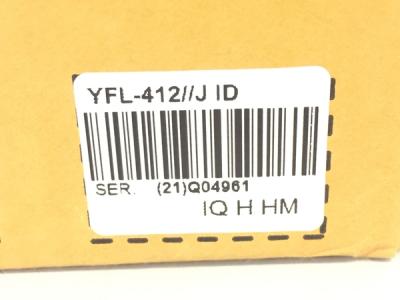 YFL-412//J ID
SER. (21)Q04961
IQ H HM